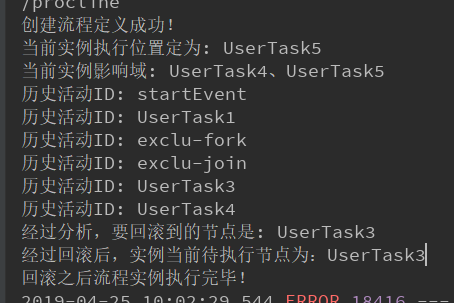 /procline
创建流程定义成功！
当前实例执行位置定为: UserTask5
当前实例影响域: UserTask4、UserTask5
历史活动ID: startEvent
历史活动ID: UserTask1
历史活动ID: exclu-fork
历史活动ID: exclu-join
历史活动ID: UserTask3
历史活动ID: UserTask4
经过分析，要回滚到的节点是: UserTask3
经过回滚后，实例当前待执行节点为：UserTask3
回滚之后流程实例执行完毕！
2019-04-25 10:02:29.544 ERROR 18416 ---